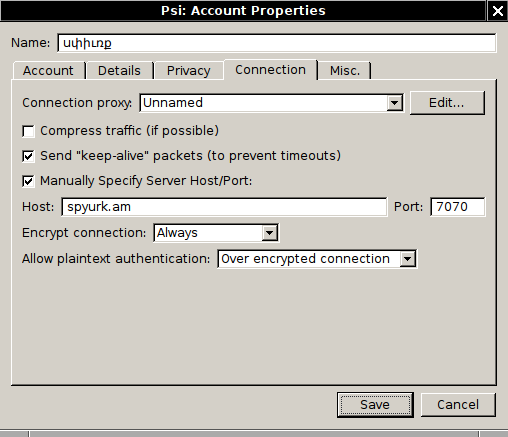 Psi: Account Properties
Name: սփիւռք
Account Details Privacy Connection Misc.
Connection proxy: Unnamed Edit...
Compress traffic (if possible)
Send "keep-alive" packets (to prevent timeouts)
Manually Specify Server Host/Port:
Host: spyurk.am Port: 7070
Encrypt connection: Always
Allow plaintext authentication: Over encrypted connection
Save Cancel